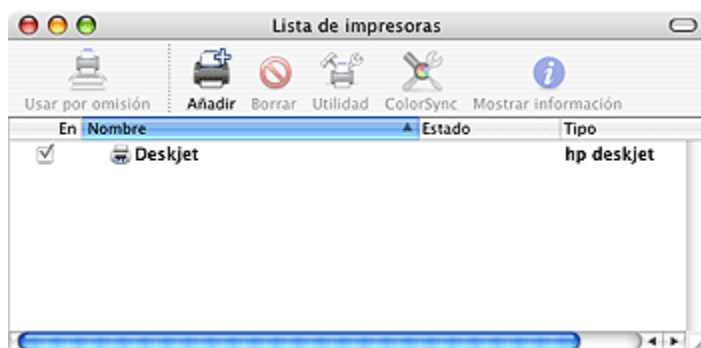 Lista de impresoras
Usar por omisión Añadir Borrar Utilidad ColorSync Mostrar información
En Nombre Estado Tipo
Deskjet hp deskjet